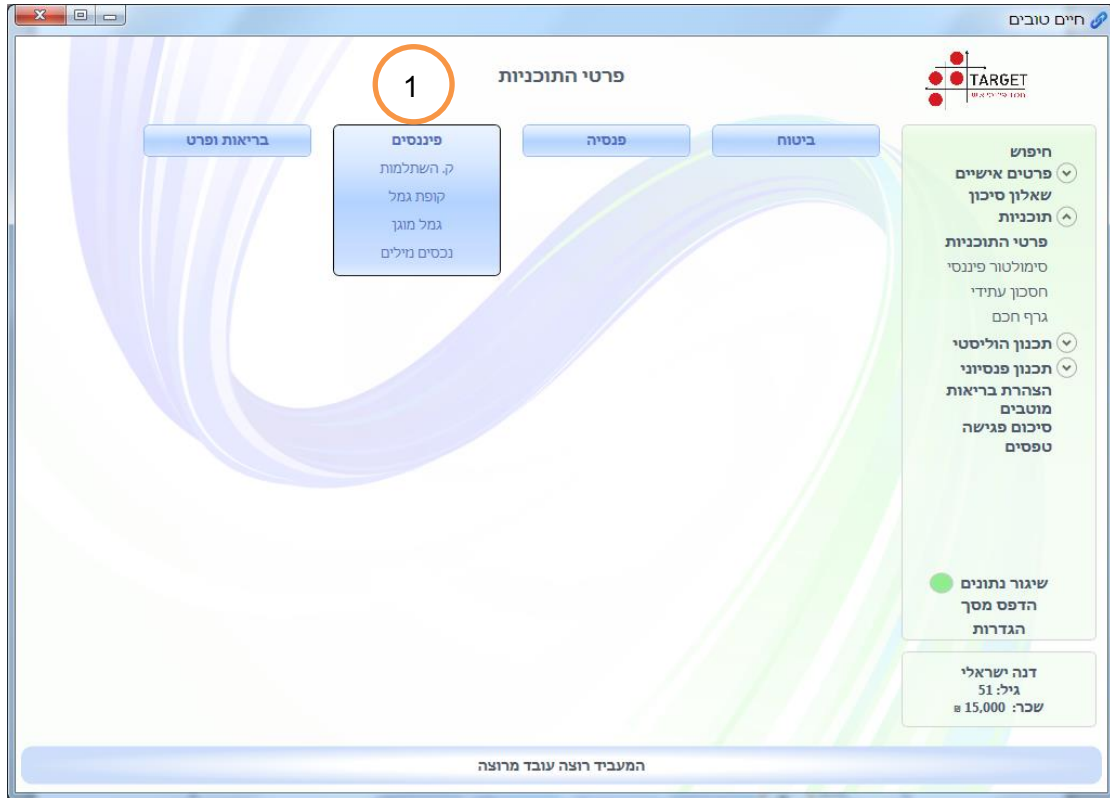 חיים טובים
TARGET
פרטי התוכניות
1
ביטוח
פנסיה
פיננסים
ק. השתלמות
קופת גמל
גמל מוגן
נכסים נזילים
בריאות ופרט
חיפוש
פרטים אישיים
שאלון סיכון
תוכניות
פרטי התוכניות
סימולטור פיננסי
חסכון עתידי
גרף חכם
תכנון הוליסטי
תכנון פנסיוני
הצהרת בריאות
מוטבים
סיכום פגישה
טפסים
שיגור נתונים
הדפס מסך
הגדרות
דנה ישראלי
גיל: 51
שכר: 15,000 ₪
המעביד רוצה עובד מרוצה